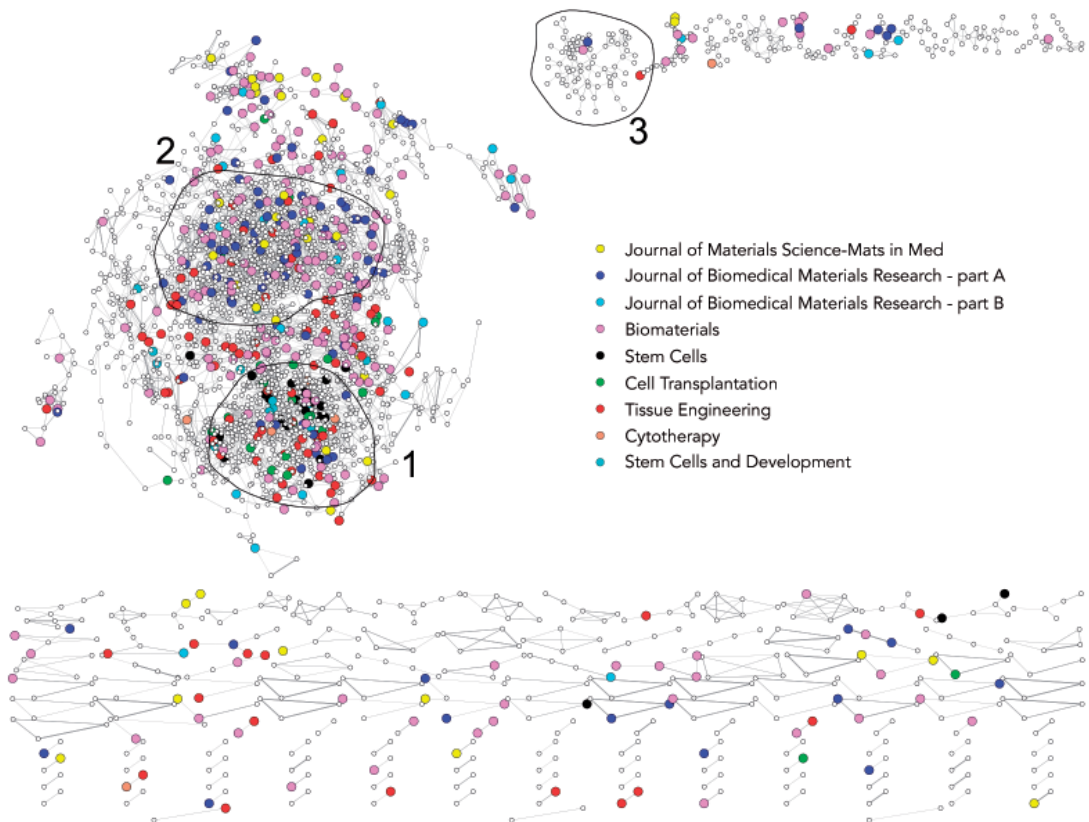 3
2
Journal of Materials Science-Mats in Med
Journal of Biomedical Materials Research - part A
Journal of Biomedical Materials Research - part B
Biomaterials
Stem Cells
Cell Transplantation
Tissue Engineering
Cytotherapy
Stem Cells and Development
1